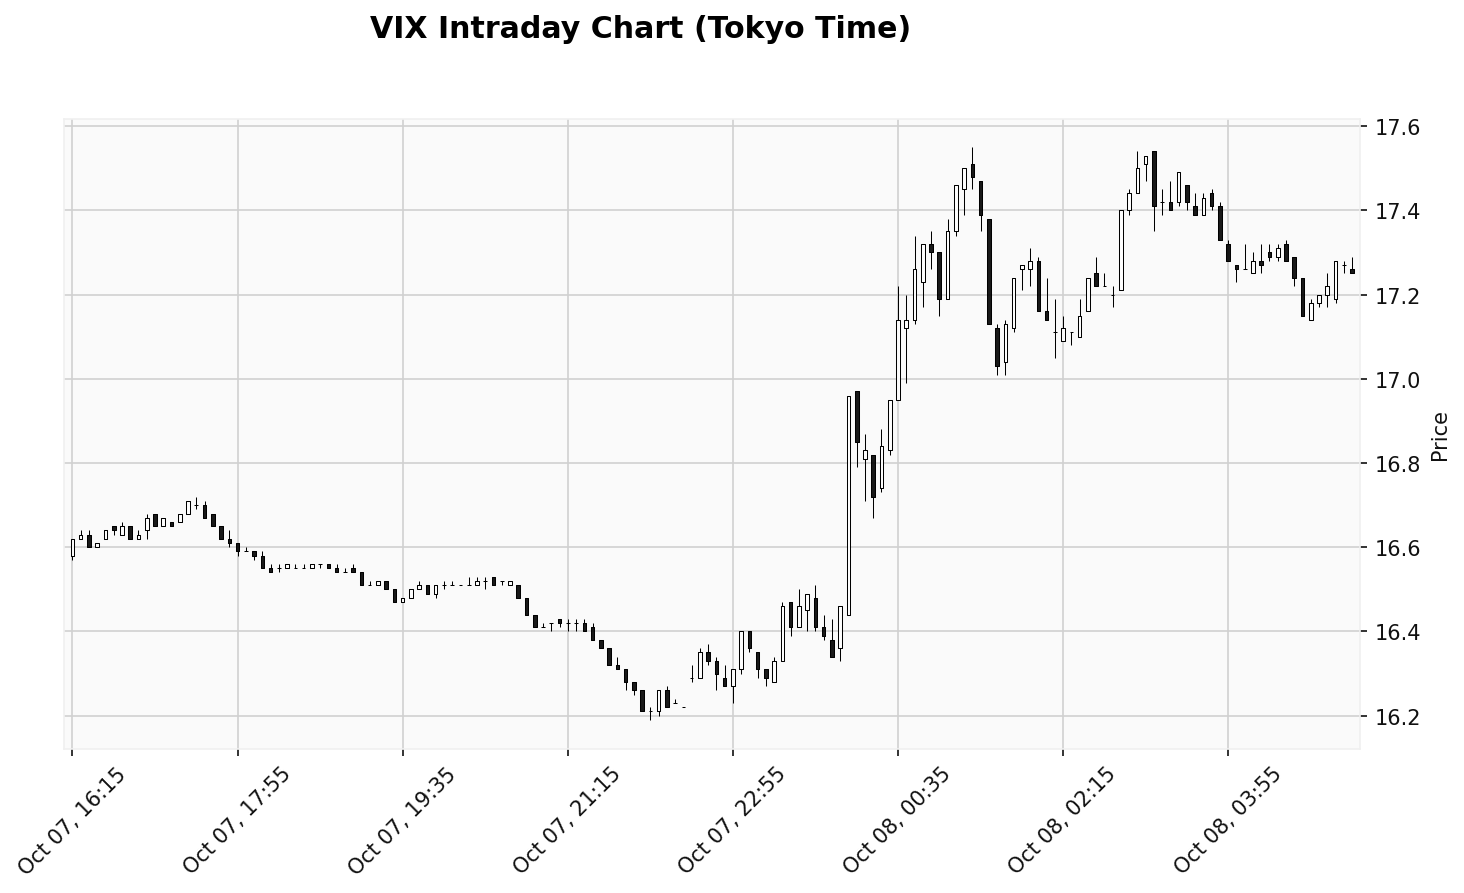 VIX Intraday Chart (Tokyo Time)
17.6
17.4
17.2
17.0
16.8
16.6
16.4
16.2
Price
Oct 07, 16:15
Oct 07, 17:55
Oct 07, 19:35
Oct 07, 21:15
Oct 07, 22:55
Oct 08, 00:35
Oct 08, 02:15
Oct 08, 03:55